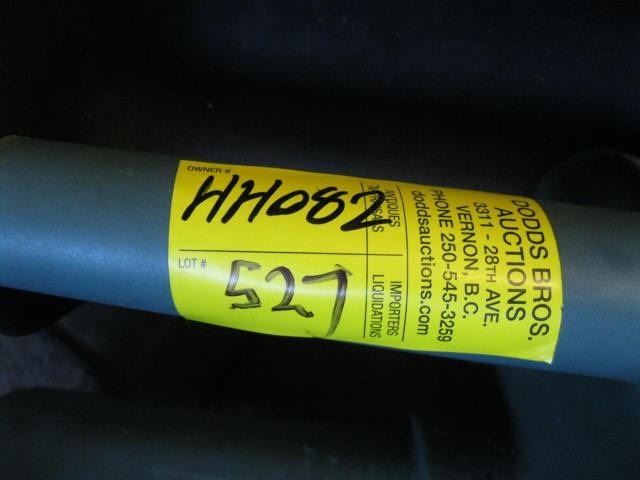 OWNER #
HH082
LOT #
527
ANTIQUES
APPRAISALS
IMPORTERS
LIQUIDATIONS
DODDS BROS.
AUCTIONS
3311 - 28TH AVE.
VERNON, B.C.
PHONE 250-545-3259
doddsauctions.com